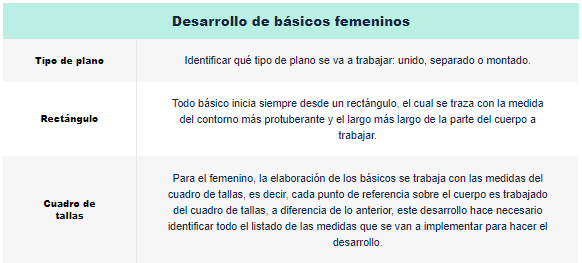 Desarrollo de básicos femeninos
Tipo de plano
Identificar qué tipo de plano se va a trabajar: unido, separado o montado.
Rectángulo
Todo básico inicia siempre desde un rectángulo, el cual se traza con la medida
del contorno más protuberante y el largo más largo de la parte del cuerpo a
trabajar.
Cuadro de
tallas
Para el femenino, la elaboración de los básicos se trabaja con las medidas del
cuadro de tallas, es decir, cada punto de referencia sobre el cuerpo es trabajado
del cuadro de tallas, a diferencia de lo anterior, este desarrollo hace necesario
identificar todo el listado de las medidas que se van a implementar para hacer el
desarrollo.